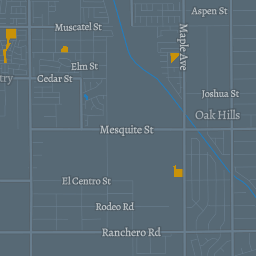 Aspen St
Muscatel St
Maple Ave
Elm St
Cedar St
try
Joshua St
Oak Hills
Mesquite St
El Centro St
Rodeo Rd
Ranchero Rd